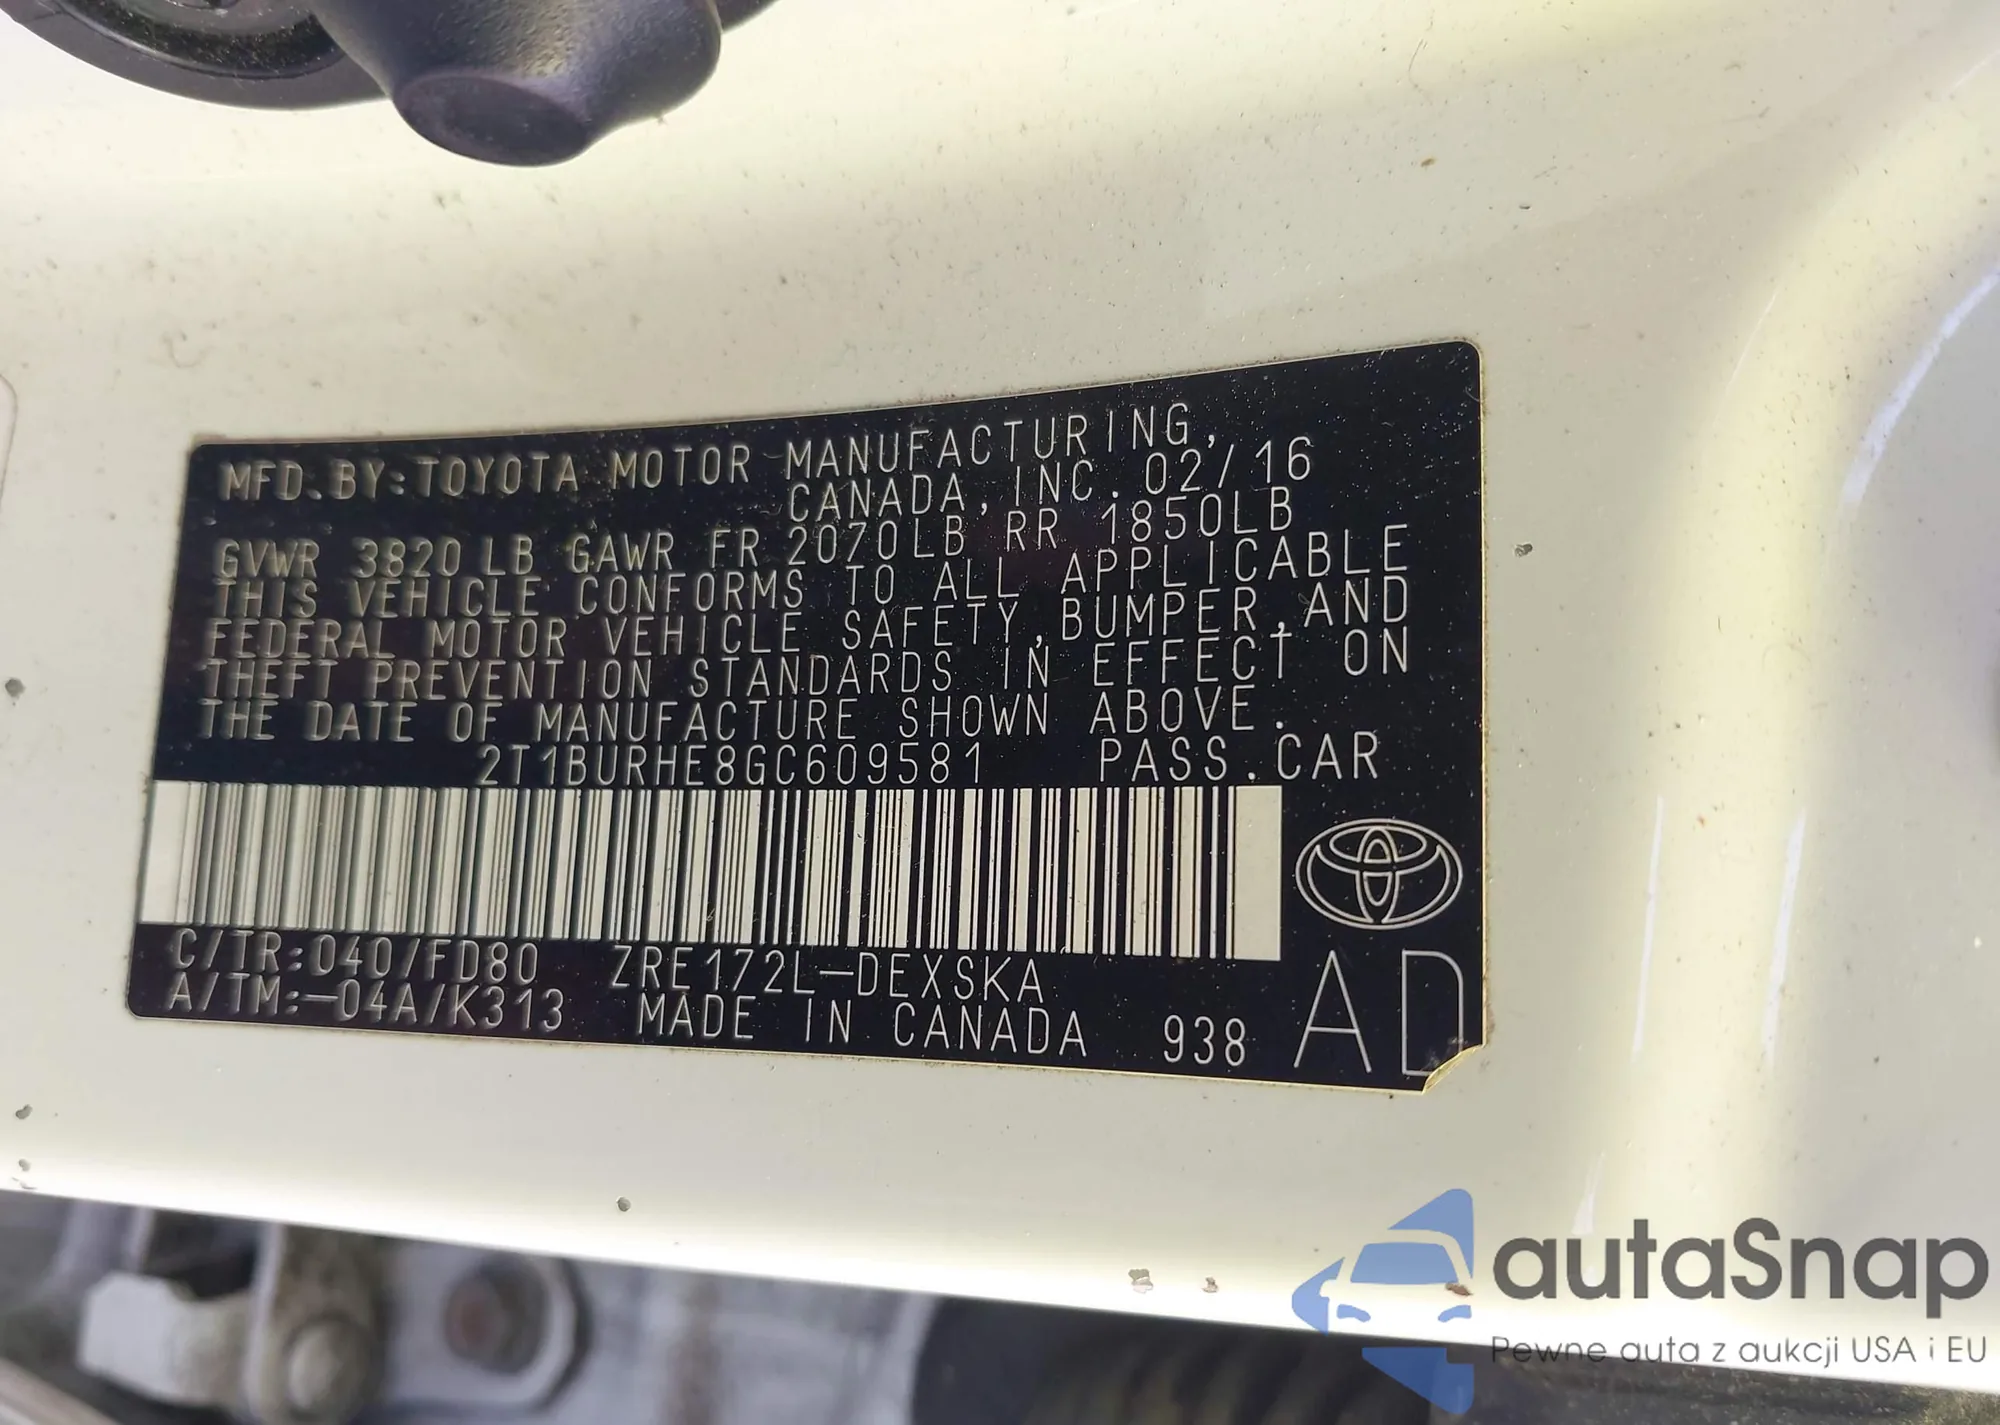 MFD.BY:TOYOTA MOTOR MANUFACTURING,
CANADA,INC. 02/16
GVWR 3820LB GAWR FR 2070LB RR 1850LB
THIS VEHICLE CONFORMS TO ALL APPLICABLE
FEDERAL MOTOR VEHICLE SAFETY,BUMPER,AND
THEFT PREVENTION STANDARDS IN EFFECT ON
THE DATE OF MANUFACTURE SHOWN ABOVE.
2T1BURHE8GC609581 PASS.CAR
C/TR:040/FD80 ZRE172L-DEXSKA
A/TM:-04A/K313 MADE IN CANADA 938 AD
autaSnap
Pewne auta z aukcji USA i EU